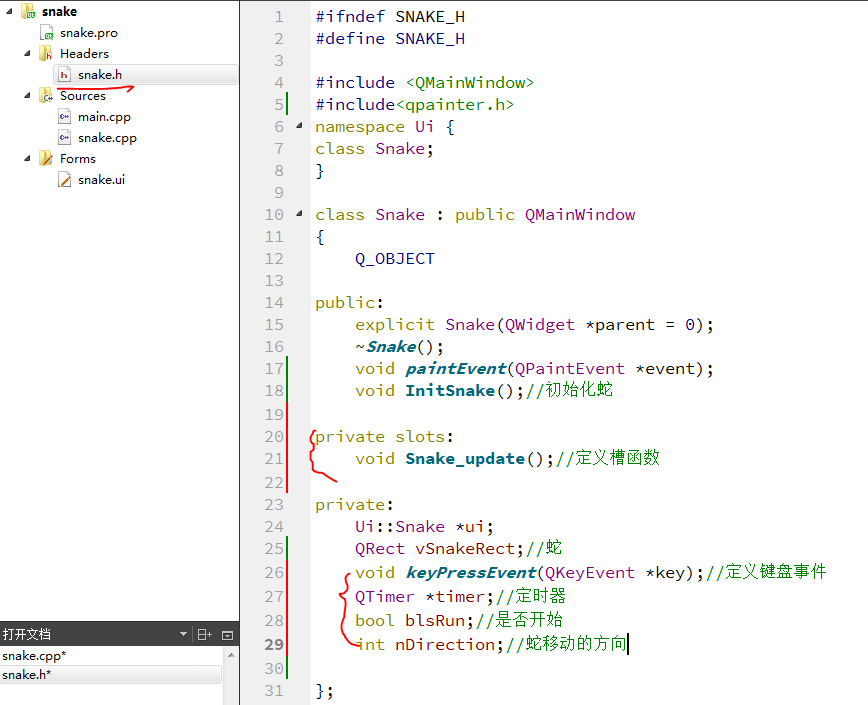 snake
snake.pro
Headers
snake.h
Sources
main.cpp
snake.cpp
Forms
snake.ui
打开文档
snake.cpp*
snake.h*
1 #ifndef SNAKE_H
2 #define SNAKE_H
3
4 #include <QMainWindow>
5 #include<qpainter.h>
6 namespace Ui {
7 class Snake;
8 }
9
10 class Snake : public QMainWindow
11 {
12 Q_OBJECT
13
14 public:
15 explicit Snake(QWidget *parent = 0);
16 ~Snake();
17 void paintEvent(QPaintEvent *event);
18 void InitSnake();//初始化蛇
19
20 private slots:
21 void Snake_update();//定义槽函数
22
23 private:
24 Ui::Snake *ui;
25 QRect vSnakeRect;//蛇
26 void keyPressEvent(QKeyEvent *key);//定义键盘事件
27 QTimer *timer;//定时器
28 bool blsRun;//是否开始
29 int nDirection;//蛇移动的方向
30
31 };